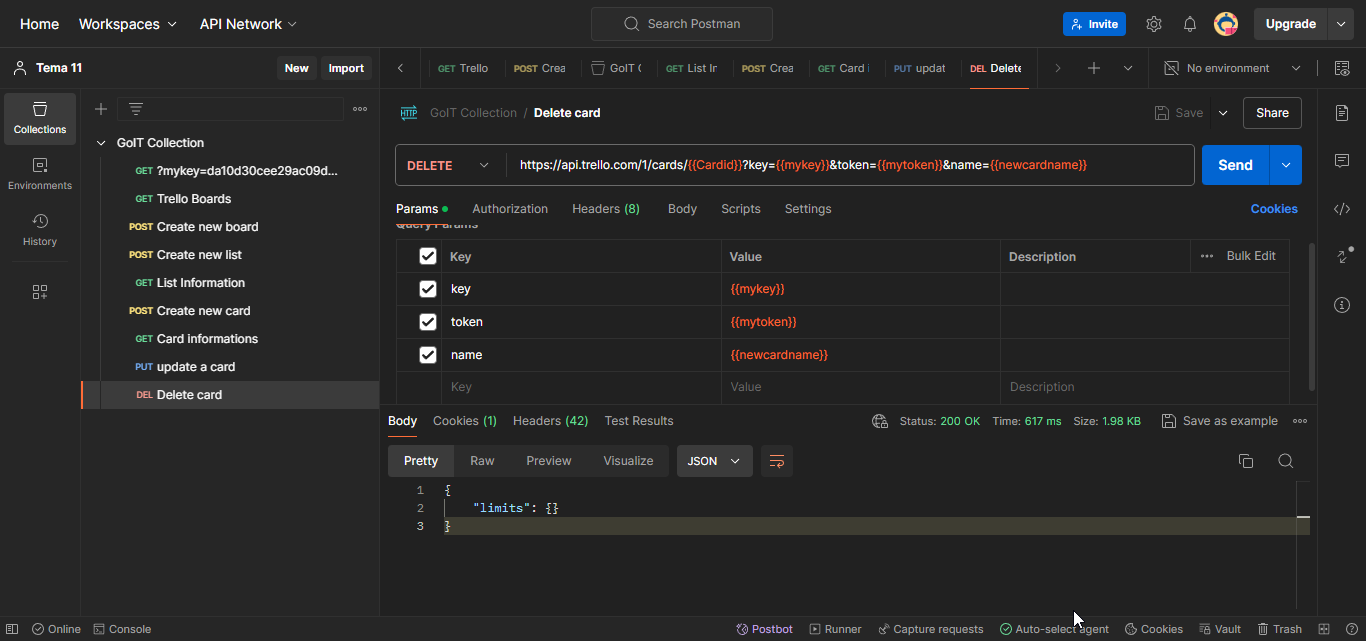 Home Workspaces API Network Search Postman Invite Upgrade
Tema 11 New Import GET Trello POST Crea GoIT ( GET List Ir POST Crea GET Card PUT updat DEL Delete No environment
Collections
Environments
History
GoIT Collection
GET ?mykey=da10d30cee29ac09d...
GET Trello Boards
POST Create new board
POST Create new list
GET List Information
POST Create new card
GET Card informations
PUT update a card
DEL Delete card
HTTP GoIT Collection / Delete card Save Share
DELETE https://api.trello.com/1/cards/{{Cardid}}?key={{mykey}}&token={{mytoken}}&name={{newcardname}} Send
Params Authorization Headers (8) Body Scripts Settings Cookies
Query Params
Key Value Description Bulk Edit
key {{mykey}}
token {{mytoken}}
name {{newcardname}}
Key Value Description
Body Cookies (1) Headers (42) Test Results Status: 200 OK Time: 617 ms Size: 1.98 KB Save as example
Pretty Raw Preview Visualize JSON
1 {
2 "limits": {}
3 }
Online Console Postbot Runner Capture requests Auto-select agent Cookies Vault Trash